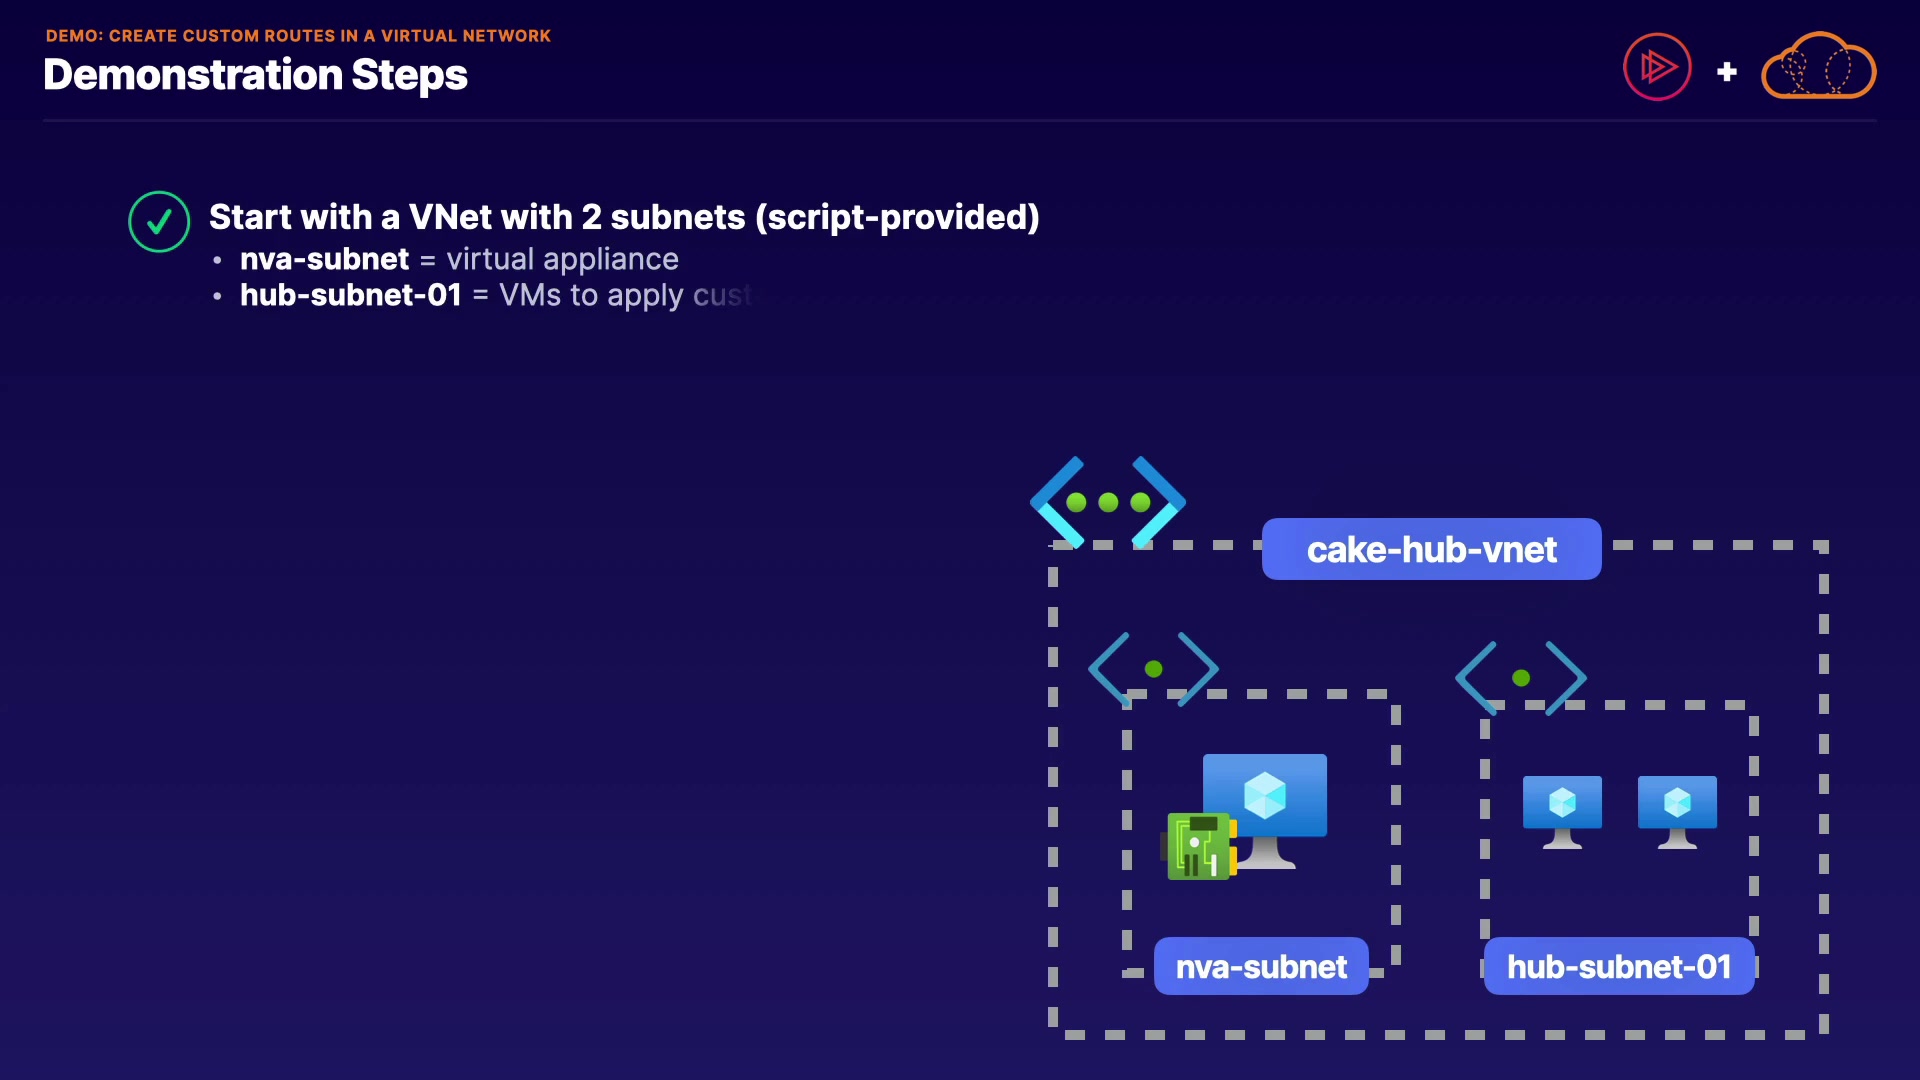 DEMO: CREATE CUSTOM ROUTES IN A VIRTUAL NETWORK
Demonstration Steps
Start with a VNet with 2 subnets (script-provided)
• nva-subnet = virtual appliance
• hub-subnet-01 = VMs to apply cust
cake-hub-vnet
nva-subnet
hub-subnet-01